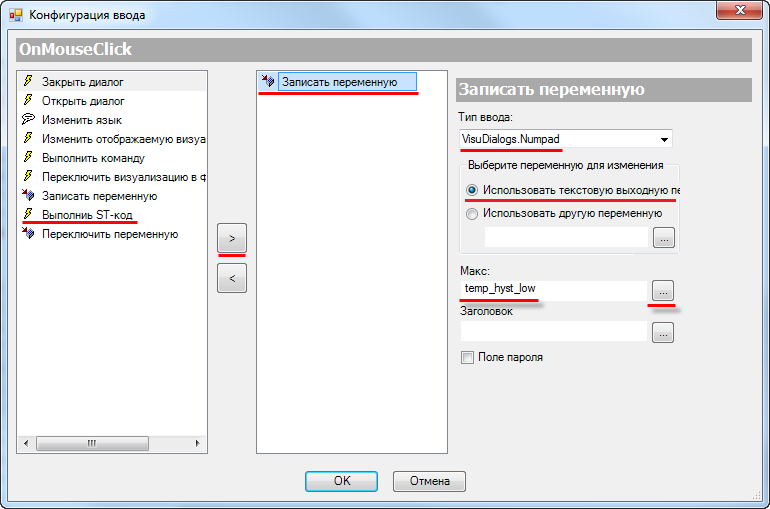 Конфигурация ввода
OnMouseClick
Закрыть диалог
Открыть диалог
Изменить язык
Изменить отображаемую визуа
Выполнить команду
Переключить визуализацию в ф
Записать переменную
Выполниь ST-код
Переключить переменную
>
<
Записать переменную
Записать переменную
Тип ввода:
VisuDialogs.Numpad
Выберите переменную для изменения
Использовать текстовую выходную пе
Использовать другую переменную
...
Макс:
temp_hyst_low
...
Заголовок
...
Поле пароля
OK
Отмена